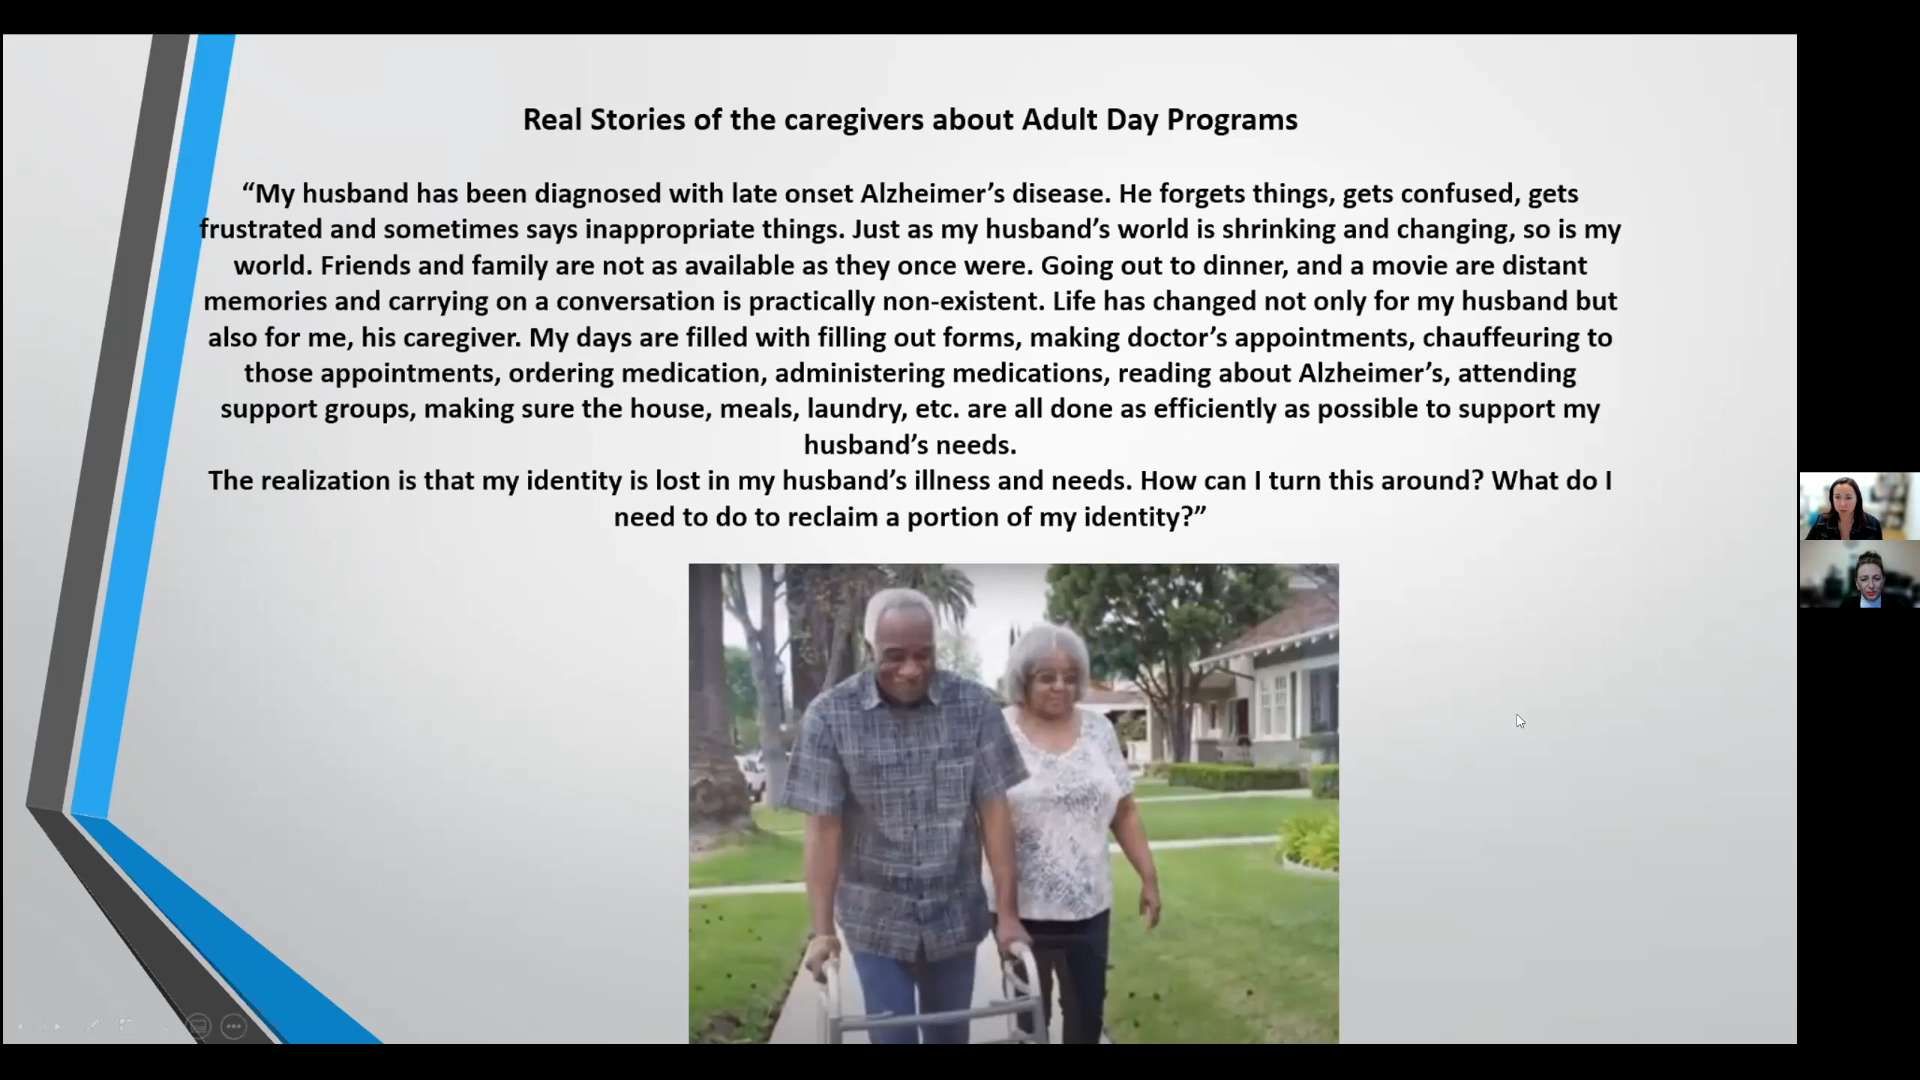 Real Stories of the caregivers about Adult Day Programs
“My husband has been diagnosed with late onset Alzheimer’s disease. He forgets things, gets confused, gets
frustrated and sometimes says inappropriate things. Just as my husband’s world is shrinking and changing, so is my
world. Friends and family are not as available as they once were. Going out to dinner, and a movie are distant
memories and carrying on a conversation is practically non-existent. Life has changed not only for my husband but
also for me, his caregiver. My days are filled with filling out forms, making doctor’s appointments, chauffeuring to
those appointments, ordering medication, administering medications, reading about Alzheimer’s, attending
support groups, making sure the house, meals, laundry, etc. are all done as efficiently as possible to support my
husband’s needs.
The realization is that my identity is lost in my husband’s illness and needs. How can I turn this around? What do I
need to do to reclaim a portion of my identity?”